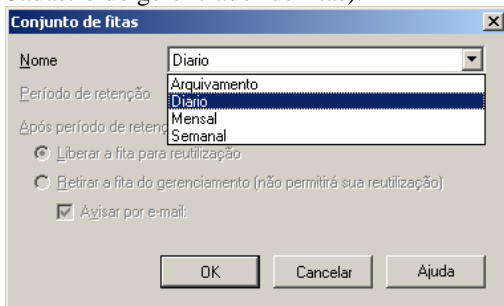 Conjunto de fitas
Nome
Diario
Arquivamento
Diario
Mensal
Semanal
Período de retenção
Após período de retenç
Liberar a fita para reutilização
Retirar a fita do gerenciamento (não permitirá sua reutilização)
Avisar por e-mail:
OK Cancelar Ajuda